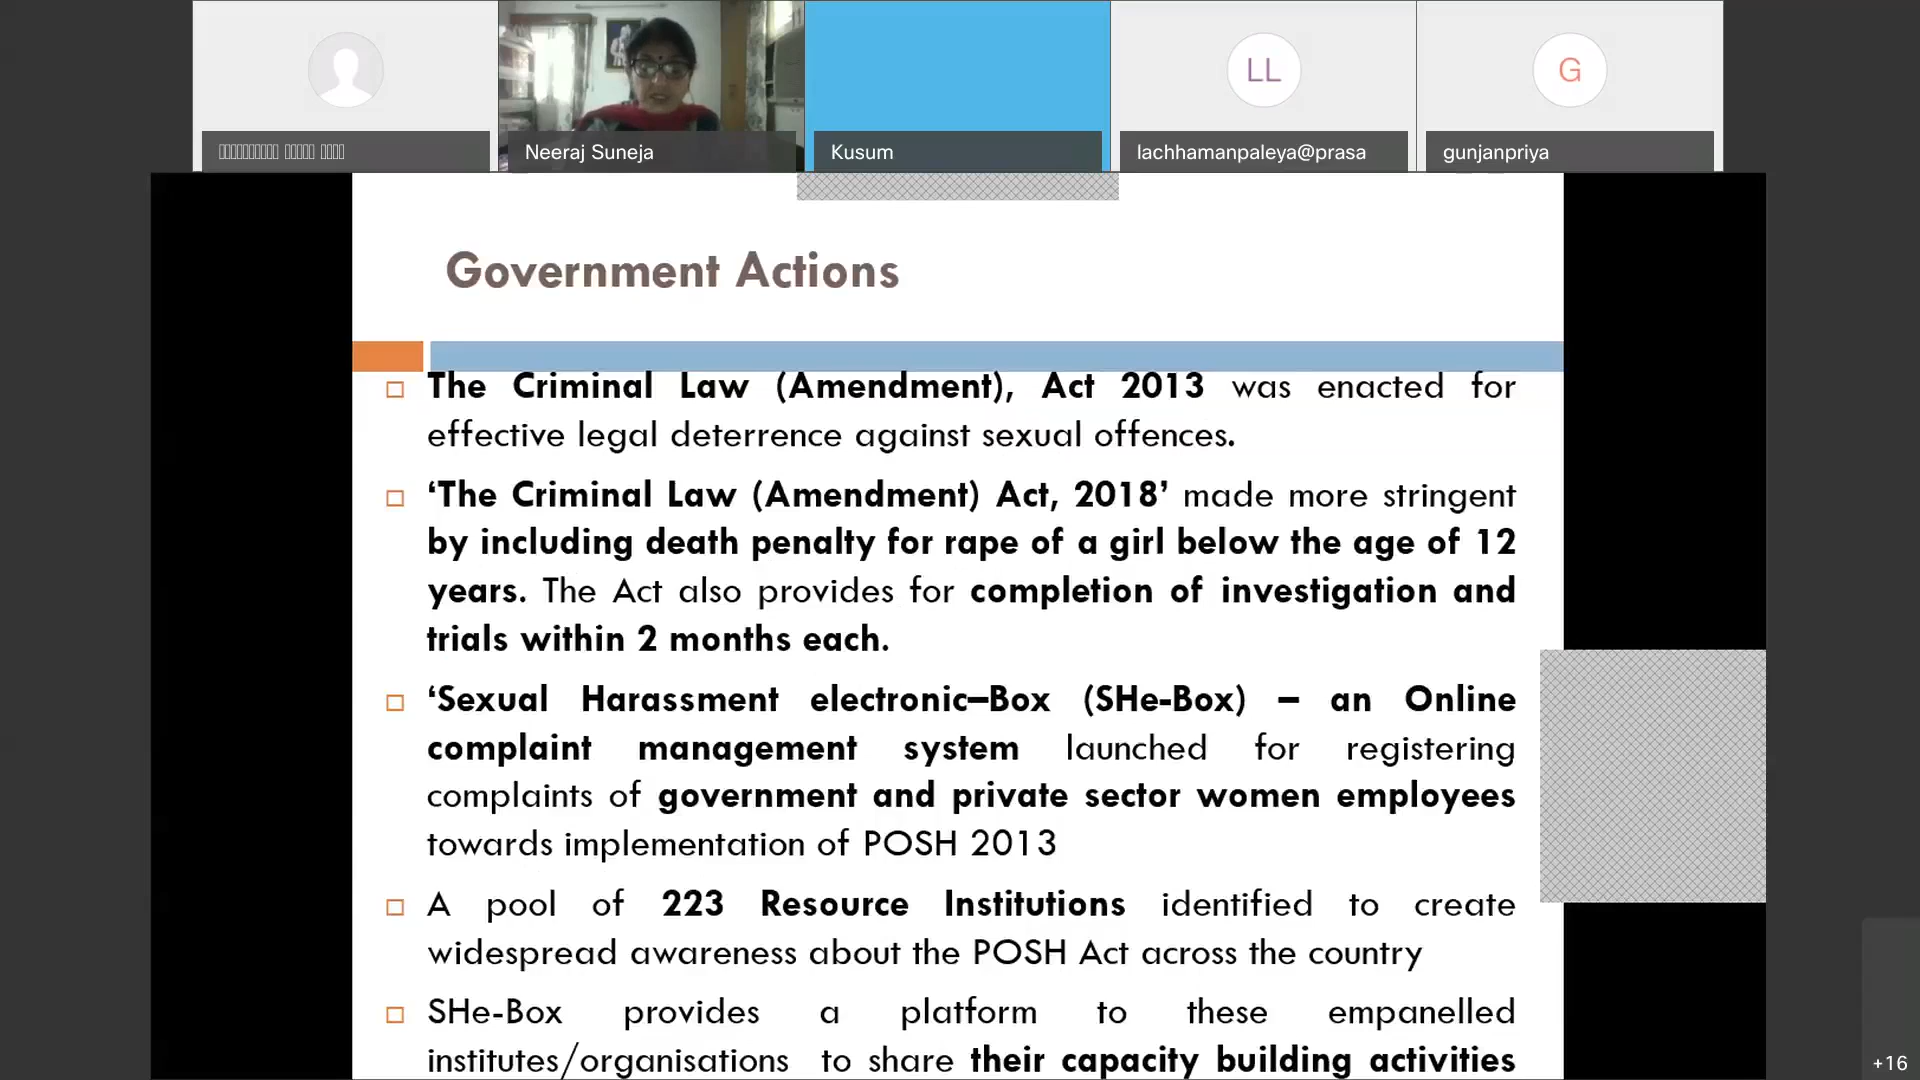 LL
G
Neeraj Suneja
Kusum
lachhamanpaleya@prasa
gunjanpriya
Government Actions
The Criminal Law (Amendment), Act 2013 was enacted for
effective legal deterrence against sexual offences.
‘The Criminal Law (Amendment) Act, 2018’ made more stringent
by including death penalty for rape of a girl below the age of 12
years. The Act also provides for completion of investigation and
trials within 2 months each.
‘Sexual Harassment electronic–Box (SHe-Box) – an Online
complaint management system launched for registering
complaints of government and private sector women employees
towards implementation of POSH 2013
A pool of 223 Resource Institutions identified to create
widespread awareness about the POSH Act across the country
SHe-Box provides a platform to these empanelled
institutes/organisations to share their capacity building activities
+16